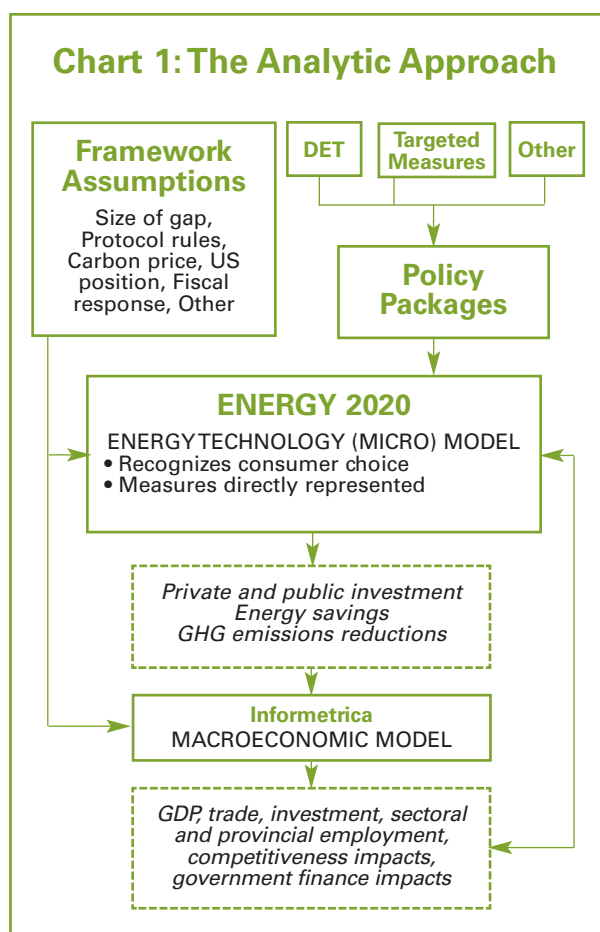 Chart 1: The Analytic Approach
Framework
Assumptions
Size of gap,
Protocol rules,
Carbon price, US
position, Fiscal
response, Other
DET
Targeted
Measures
Other
Policy
Packages
ENERGY 2020
ENERGY TECHNOLOGY (MICRO) MODEL
• Recognizes consumer choice
• Measures directly represented
Private and public investment
Energy savings
GHG emissions reductions
Informetrica
MACROECONOMIC MODEL
GDP, trade, investment, sectoral
and provincial employment,
competitiveness impacts,
government finance impacts